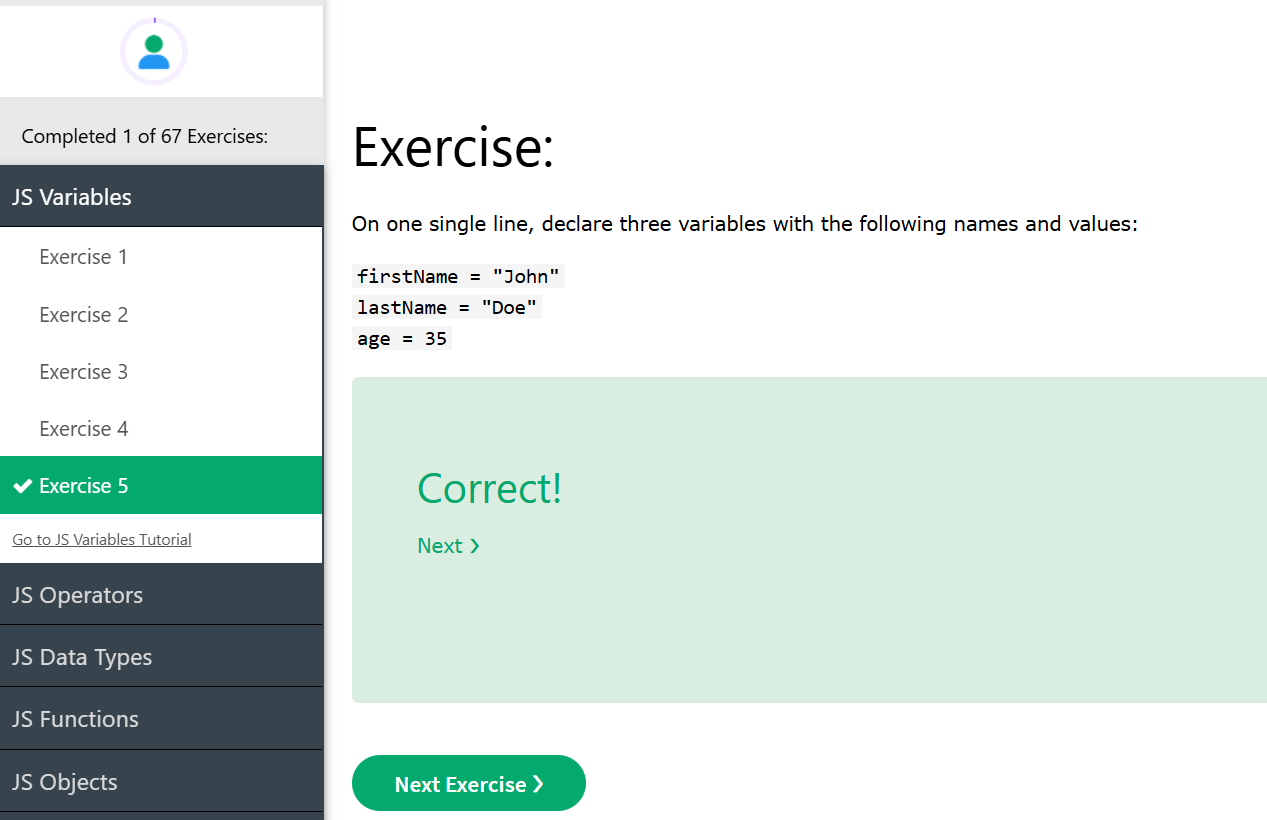 Completed 1 of 67 Exercises:
JS Variables
Exercise 1
Exercise 2
Exercise 3
Exercise 4
Exercise 5
Go to JS Variables Tutorial
JS Operators
JS Data Types
JS Functions
JS Objects
Exercise:
On one single line, declare three variables with the following names and values:
firstName = "John"
lastName = "Doe"
age = 35
Correct!
Next ❯
Next Exercise ❯